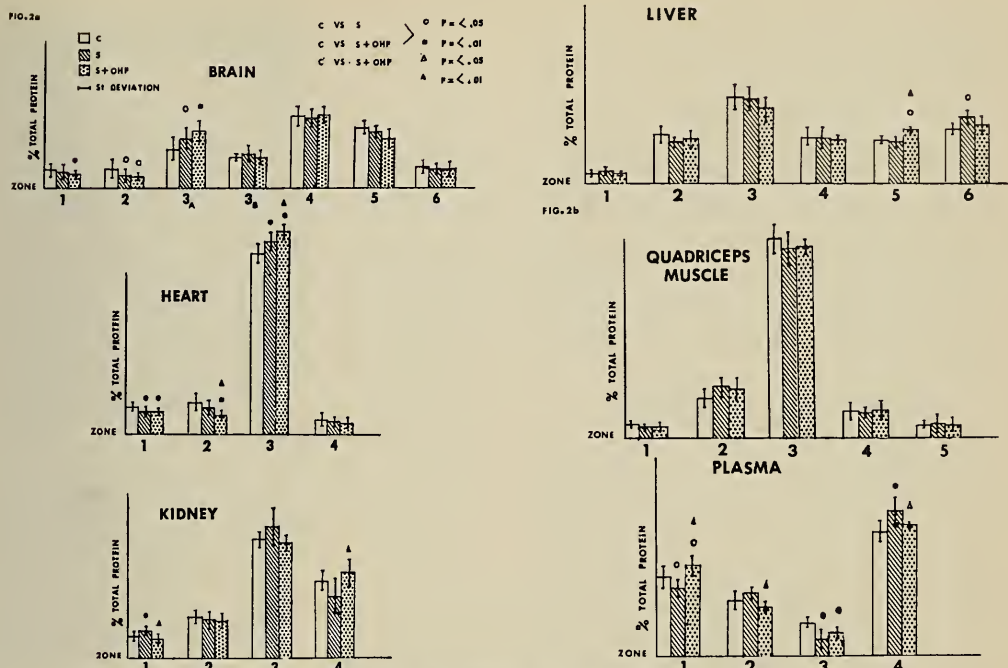 FIG. 2a
C
S
S+OHP
St DEVIATION
C VS S
C VS S+OHP
C' VS · S+OHP
P = < .05
P = < .01
P = < .05
P = < .01
BRAIN
% TOTAL PROTEIN
ZONE
1 2 3A 3B 4 5 6
LIVER
% TOTAL PROTEIN
ZONE
1 2 3 4 5 6
HEART
% TOTAL PROTEIN
ZONE
1 2 3 4
FIG. 2b
QUADRICEPS
MUSCLE
% TOTAL PROTEIN
ZONE
1 2 3 4 5
KIDNEY
% TOTAL PROTEIN
ZONE
1 2 3 4
PLASMA
% TOTAL PROTEIN
ZONE
1 2 3 4